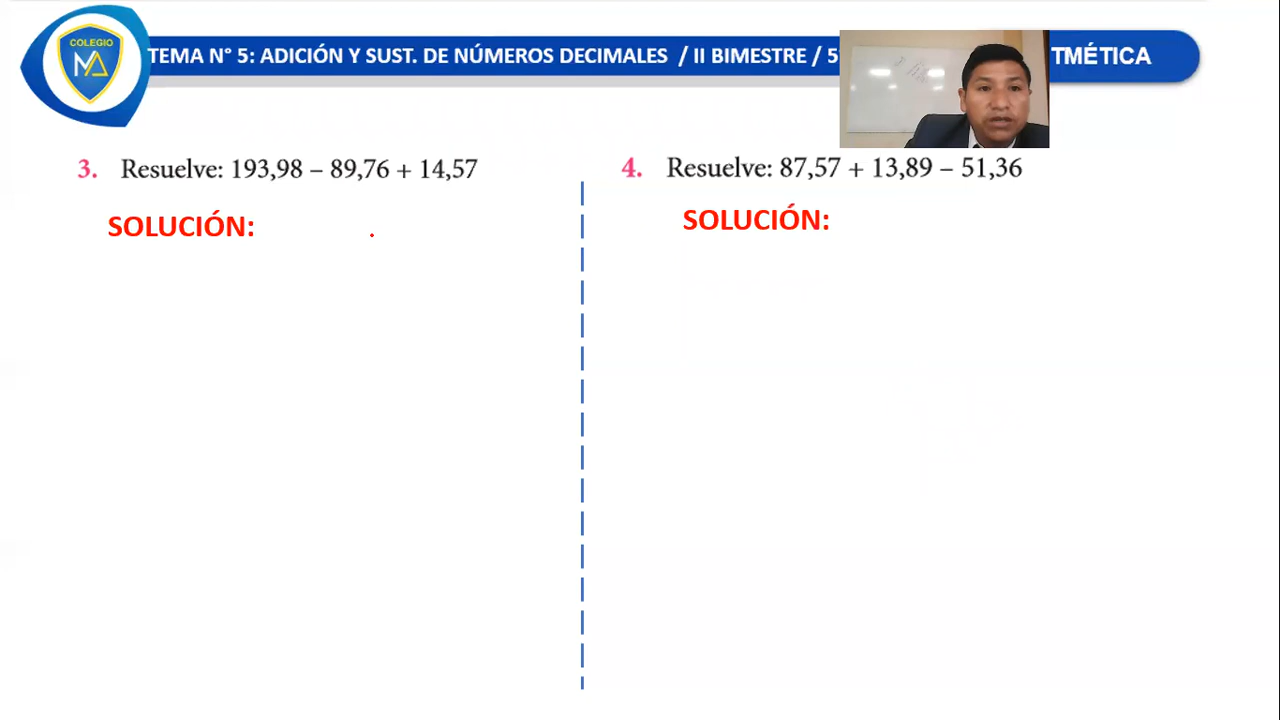 COLEGIO
MA
TEMA N° 5: ADICIÓN Y SUST. DE NÚMEROS DECIMALES / II BIMESTRE / 5
TMÉTICA
3. Resuelve: 193,98 – 89,76 + 14,57
SOLUCIÓN:
4. Resuelve: 87,57 + 13,89 – 51,36
SOLUCIÓN: